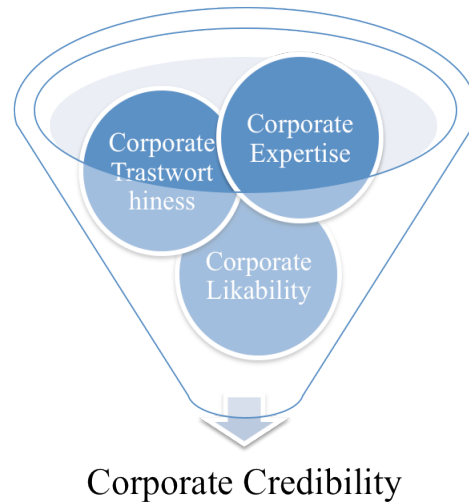 Corporate
Expertise
Corporate
Trastwort
hiness
Corporate
Likability
Corporate Credibility